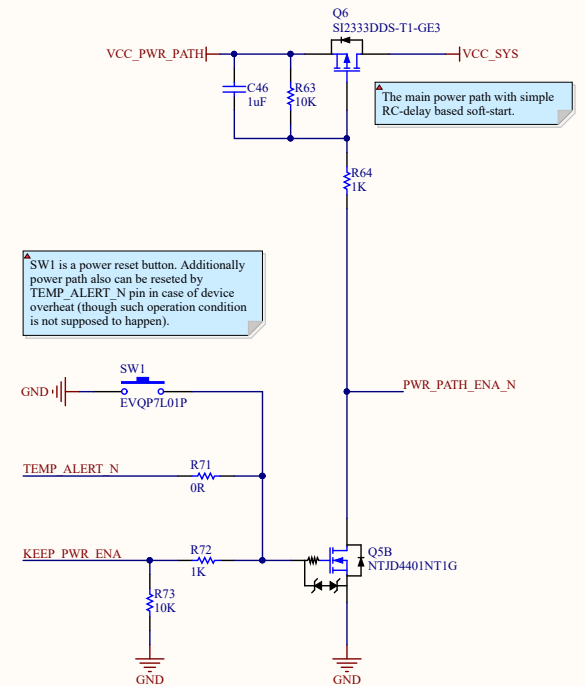 Q6
SI2333DDS-T1-GE3
VCC_PWR_PATH
VCC_SYS
C46
1uF
R63
10K
The main power path with simple
RC-delay based soft-start.
R64
1K
SW1 is a power reset button. Additionally
power path also can be reseted by
TEMP_ALERT_N pin in case of device
overheat (though such operation condition
is not supposed to happen).
SW1
GND
EVQP7L01P
PWR_PATH_ENA_N
TEMP_ALERT_N
R71
0R
KEEP_PWR_ENA
R72
1K
Q5B
NTJD4401NT1G
R73
10K
GND
GND